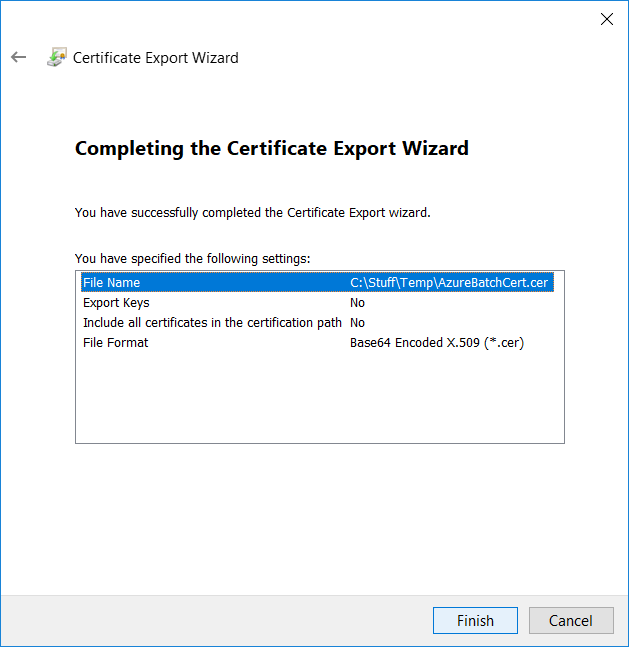 Certificate Export Wizard
Completing the Certificate Export Wizard
You have successfully completed the Certificate Export wizard.
You have specified the following settings:
File Name C:\Stuff\Temp\AzureBatchCert.cer
Export Keys No
Include all certificates in the certification path No
File Format Base64 Encoded X.509 (*.cer)
Finish Cancel